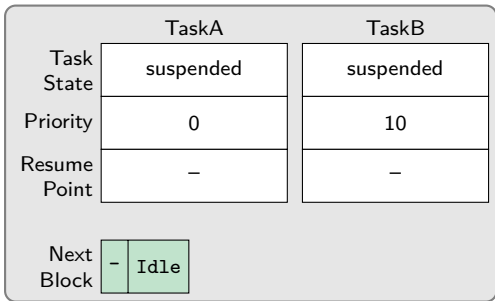 TaskA TaskB
Task State suspended suspended
Priority 0 10
Resume Point – –
Next Block - Idle